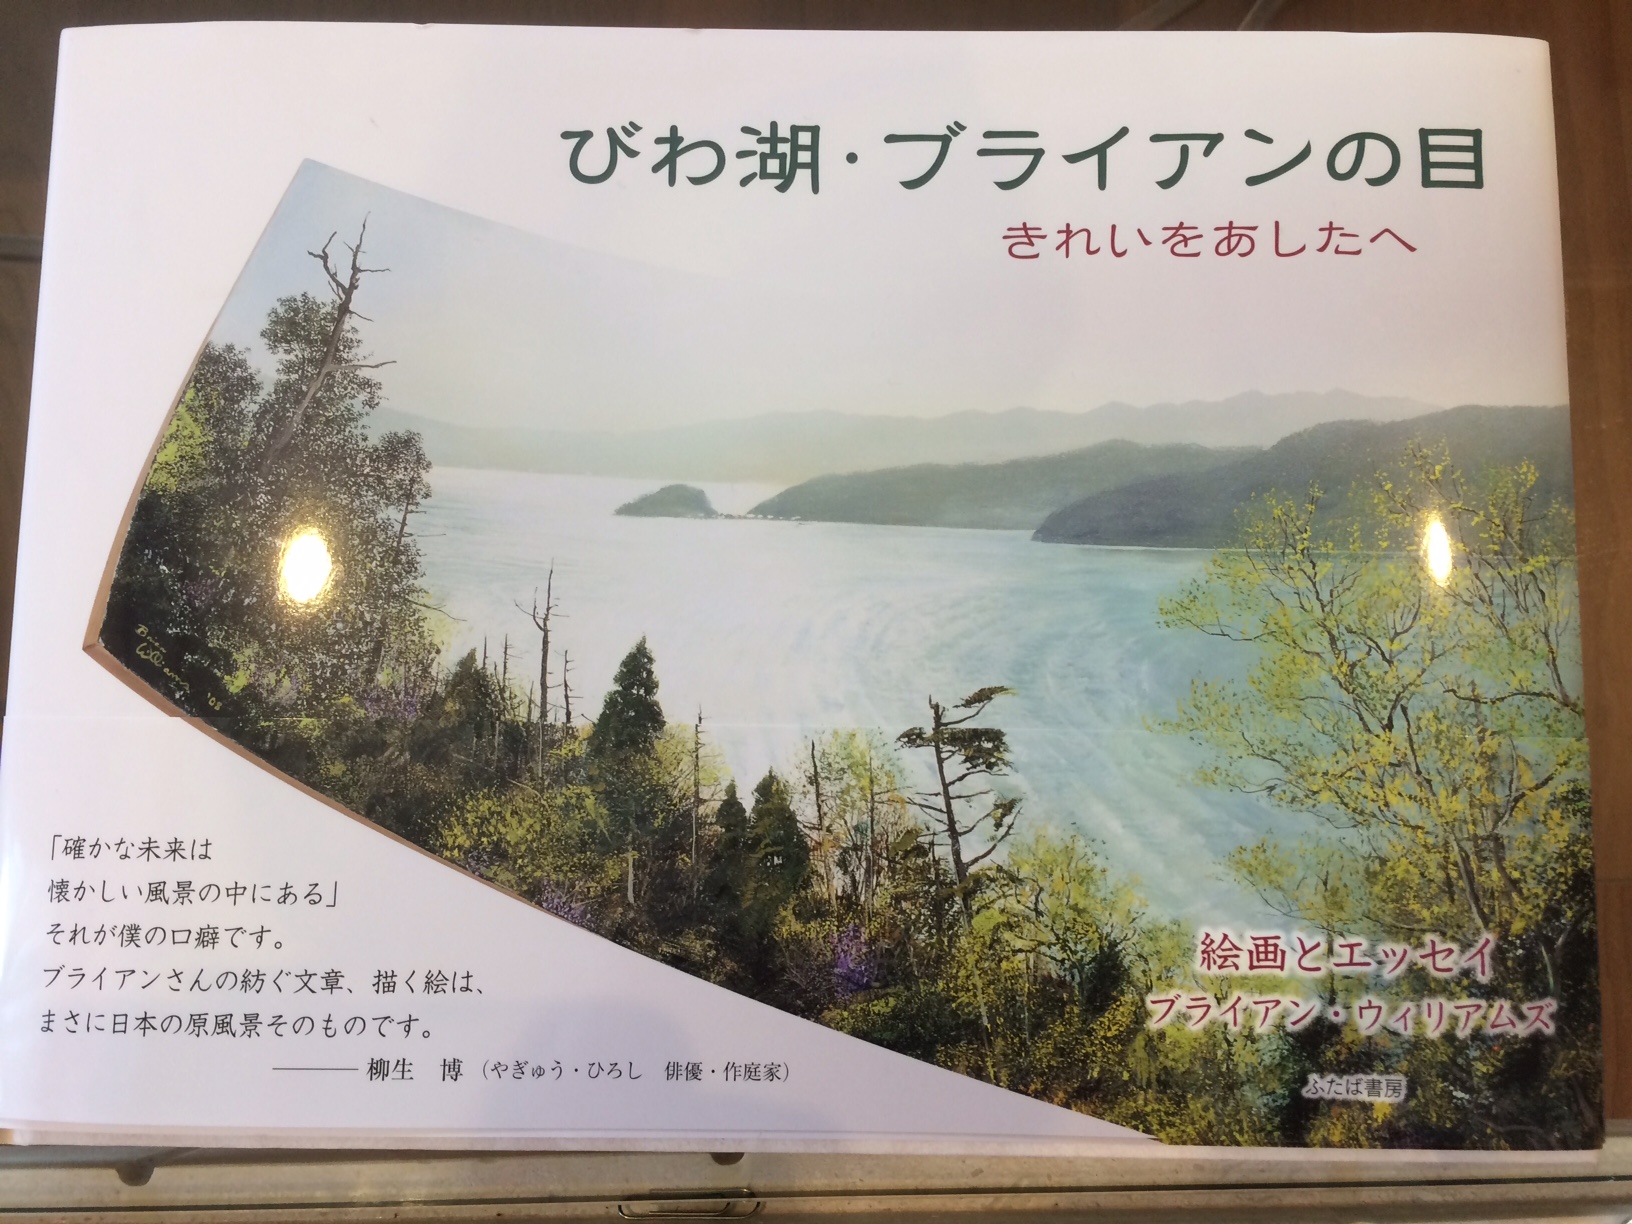 びわ湖・ブライアンの目
きれいをあしたへ
「確かな未来は
懐かしい風景の中にある」
それが僕の口癖です。
ブライアンさんの紡ぐ文章、描く絵は、
まさに日本の原風景そのものです。
――― 柳生 博（やぎゅう・ひろし 俳優・作庭家）
絵画とエッセイ
ブライアン・ウィリアムズ
ふたば書房
Brian
Williams
'08